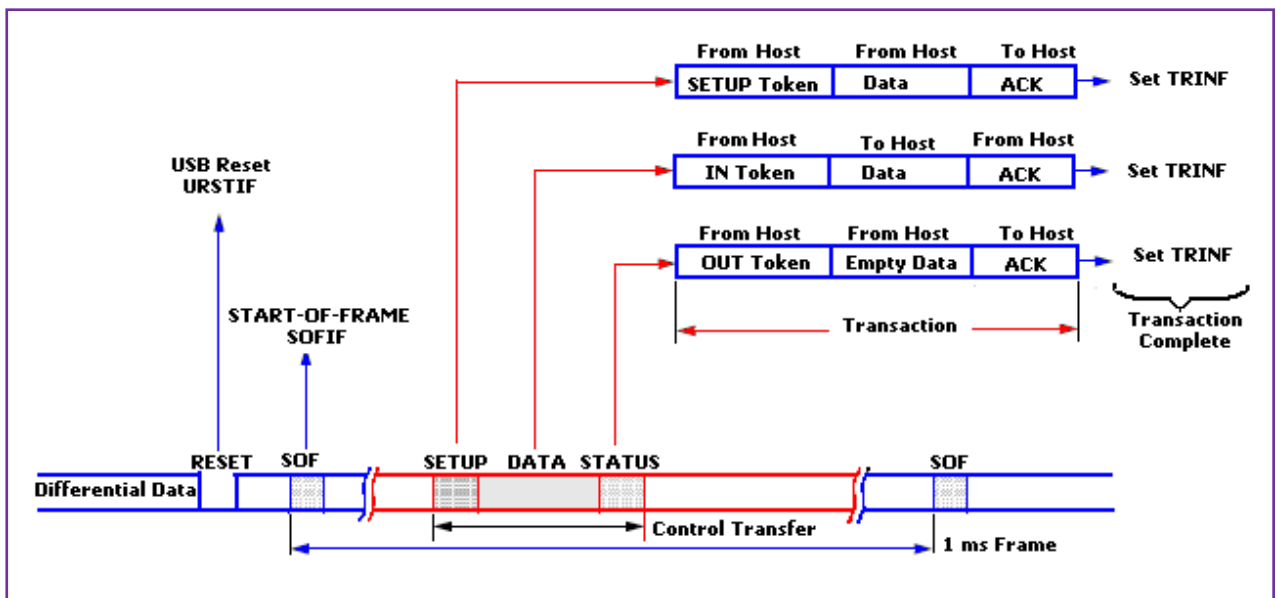 From Host From Host To Host
SETUP Token Data ACK Set TRINF
From Host To Host From Host
IN Token Data ACK Set TRINF
From Host From Host To Host
OUT Token Empty Data ACK Set TRINF
Transaction
Transaction
Complete
USB Reset
URSTIF
START-OF-FRAME
SOFIF
RESET SOF SETUP DATA STATUS SOF
Differential Data
Control Transfer
1 ms Frame